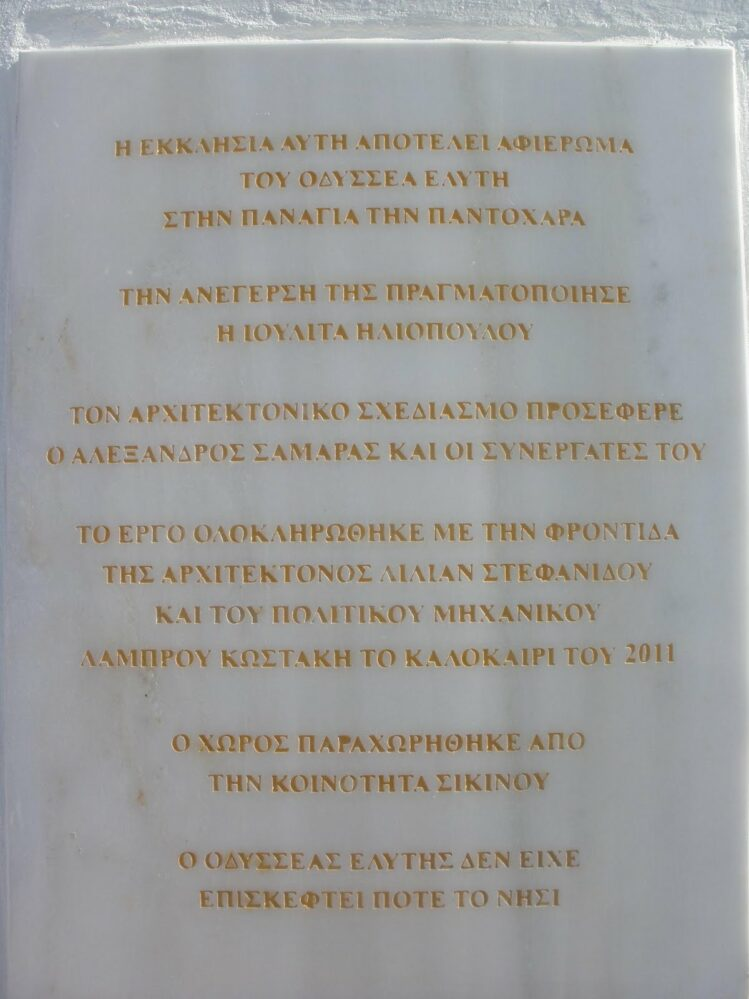 Η ΕΚΚΛΗΣΙΑ ΑΥΤΗ ΑΠΟΤΕΛΕΙ ΑΦΙΕΡΩΜΑ
ΤΟΥ ΟΔΥΣΣΕΑ ΕΛΥΤΗ
ΣΤΗΝ ΠΑΝΑΓΙΑ ΤΗΝ ΠΑΝΤΟΧΑΡΑ
ΤΗΝ ΑΝΕΓΕΡΣΗ ΤΗΣ ΠΡΑΓΜΑΤΟΠΟΙΗΣΕ
Η ΙΟΥΛΙΤΑ ΗΛΙΟΠΟΥΛΟΥ
ΤΟΝ ΑΡΧΙΤΕΚΤΟΝΙΚΟ ΣΧΕΔΙΑΣΜΟ ΠΡΟΣΕΦΕΡΕ
Ο ΑΛΕΞΑΝΔΡΟΣ ΣΑΜΑΡΑΣ ΚΑΙ ΟΙ ΣΥΝΕΡΓΑΤΕΣ ΤΟΥ
ΤΟ ΕΡΓΟ ΟΛΟΚΛΗΡΩΘΗΚΕ ΜΕ ΤΗΝ ΦΡΟΝΤΙΔΑ
ΤΗΣ ΑΡΧΙΤΕΚΤΟΝΟΣ ΛΙΛΙΑΝ ΣΤΕΦΑΝΙΔΟΥ
ΚΑΙ ΤΟΥ ΠΟΛΙΤΙΚΟΥ ΜΗΧΑΝΙΚΟΥ
ΛΑΜΠΡΟΥ ΚΩΣΤΑΚΗ ΤΟ ΚΑΛΟΚΑΙΡΙ ΤΟΥ 2011
Ο ΧΩΡΟΣ ΠΑΡΑΧΩΡΗΘΗΚΕ ΑΠΟ
ΤΗΝ ΚΟΙΝΟΤΗΤΑ ΣΙΚΙΝΟΥ
Ο ΟΔΥΣΣΕΑΣ ΕΛΥΤΗΣ ΔΕΝ ΕΙΧΕ
ΕΠΙΣΚΕΦΤΕΙ ΠΟΤΕ ΤΟ ΝΗΣΙ